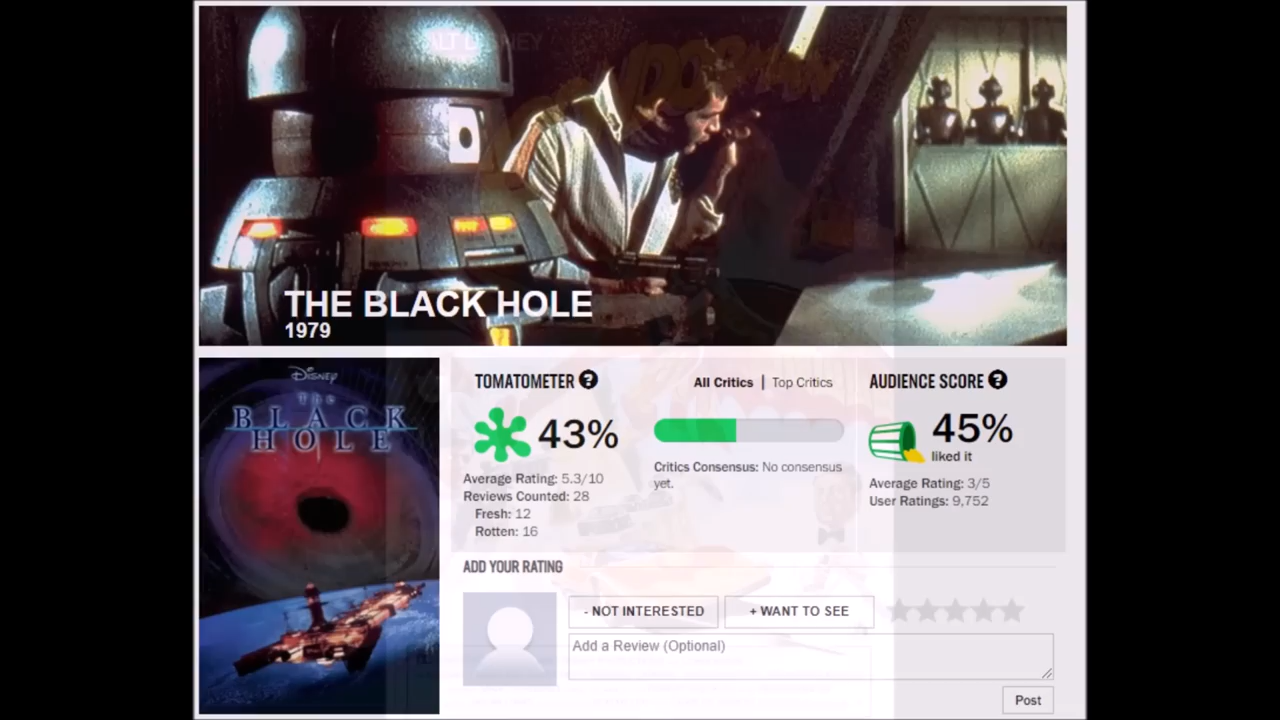 THE BLACK HOLE
1979
DISNEY
The
BLACK
HOLE
TOMATOMETER ?
All Critics | Top Critics
AUDIENCE SCORE ?
43%
45%
liked it
Critics Consensus: No consensus
yet.
Average Rating: 5.3/10
Reviews Counted: 28
Fresh: 12
Rotten: 16
Average Rating: 3/5
User Ratings: 9,752
ADD YOUR RATING
- NOT INTERESTED
+ WANT TO SEE
Add a Review (Optional)
Post